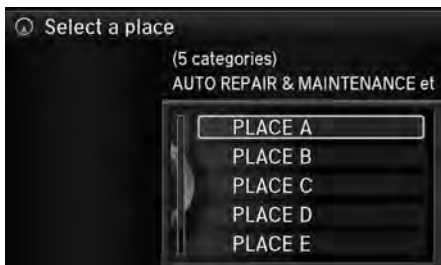 Select a place
(5 categories)
AUTO REPAIR & MAINTENANCE et
PLACE A
PLACE B
PLACE C
PLACE D
PLACE E